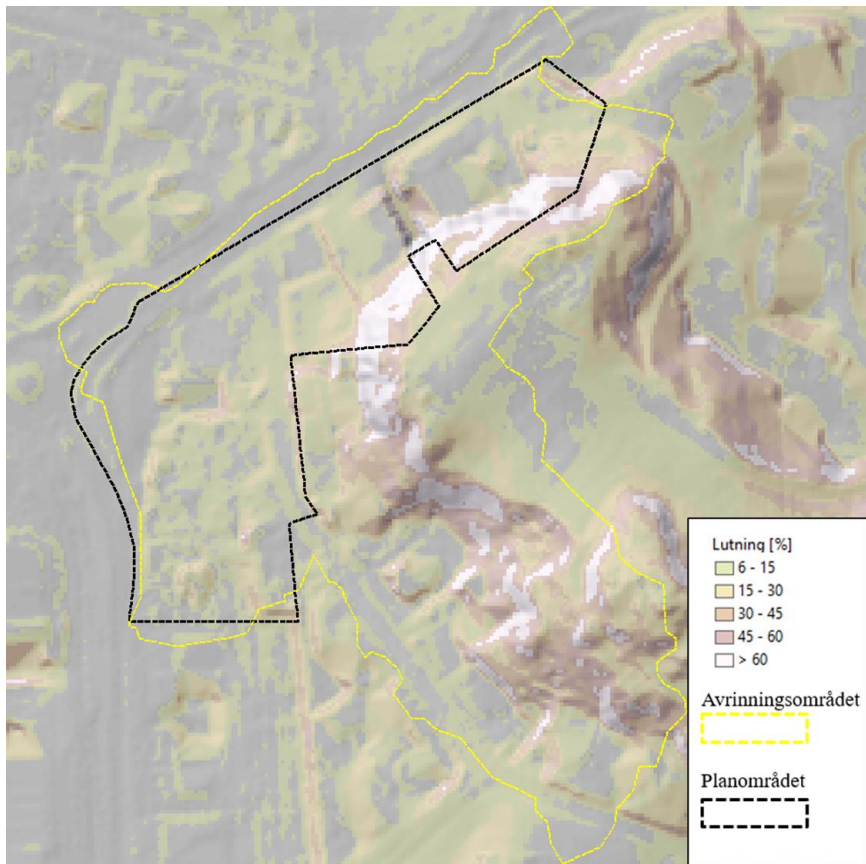 Lutning [%]
6 - 15
15 - 30
30 - 45
45 - 60
> 60
Avrinningsområdet
Planområdet